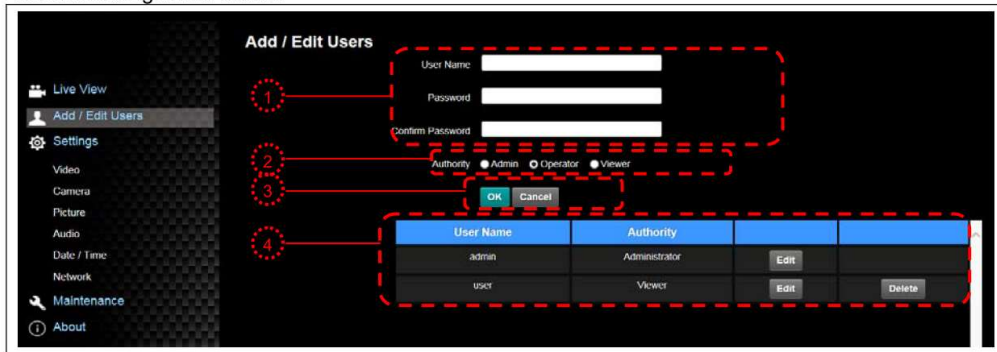 Add / Edit Users
User Name
Password
Confirm Password
Authority Admin Operator Viewer
OK Cancel
Live View
Add / Edit Users
Settings
Video
Camera
Picture
Audio
Date / Time
Network
Maintenance
About
1
2
3
4
User Name Authority
admin Administrator Edit
user Viewer Edit Delete